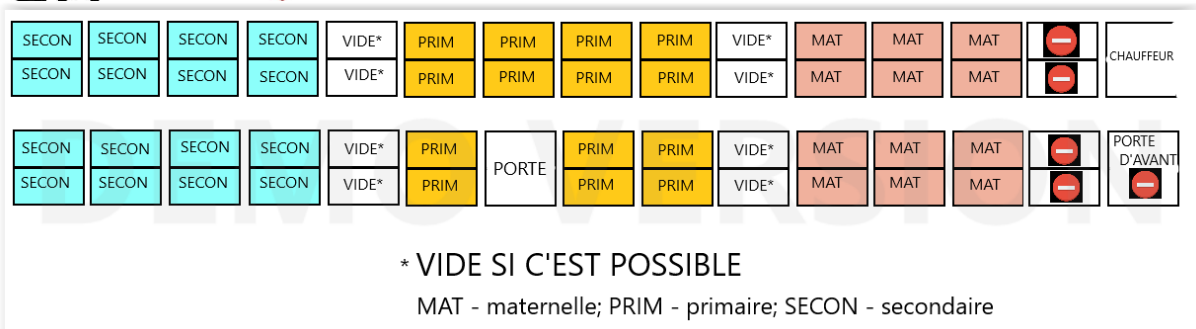 SECON SECON SECON SECON VIDE* PRIM PRIM PRIM PRIM VIDE* MAT MAT MAT CHAUFFEUR
SECON SECON SECON SECON VIDE* PRIM PRIM PRIM PRIM VIDE* MAT MAT MAT
SECON SECON SECON SECON VIDE* PRIM PORTE PRIM PRIM VIDE* MAT MAT MAT PORTE D'AVANT
SECON SECON SECON SECON VIDE* PRIM PRIM PRIM VIDE* MAT MAT MAT
DEMO VERSION
* VIDE SI C'EST POSSIBLE
MAT - maternelle; PRIM - primaire; SECON - secondaire